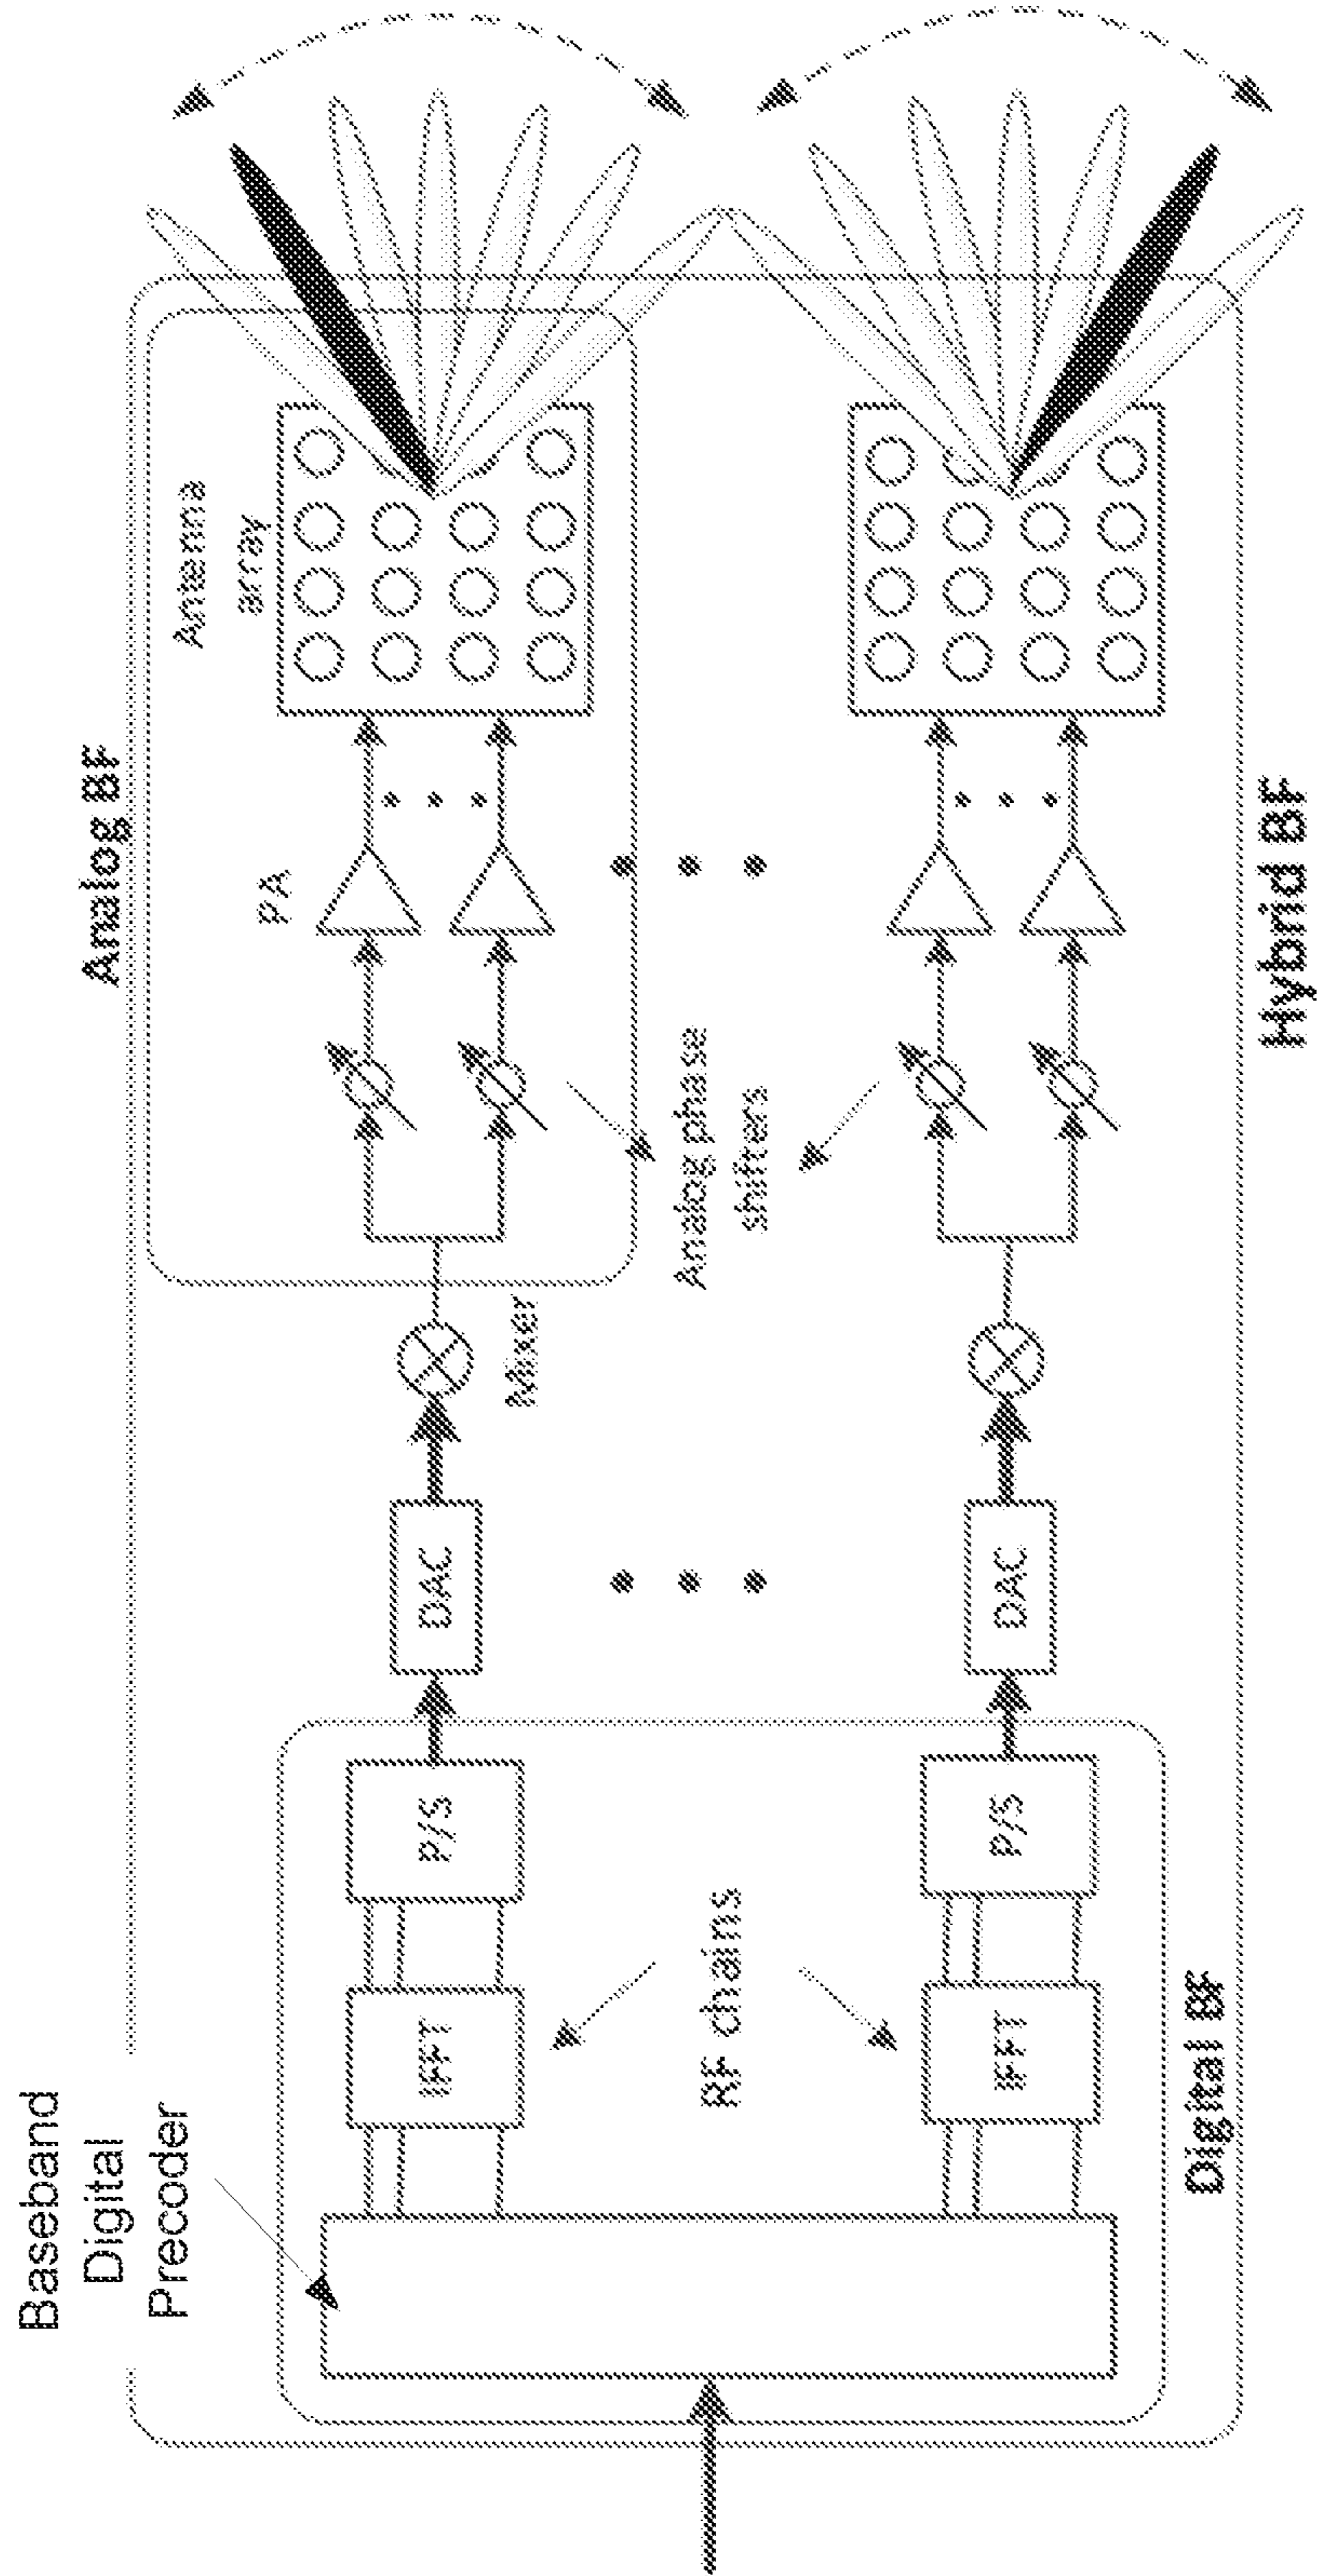 Baseband
Digital
Precoder
IFFT
P/S
DAC
Mixer
PA
Antenna
array
Analog BF
RF chains
Analog phase
shifters
IFFT
P/S
DAC
Digital BF
Hybrid BF